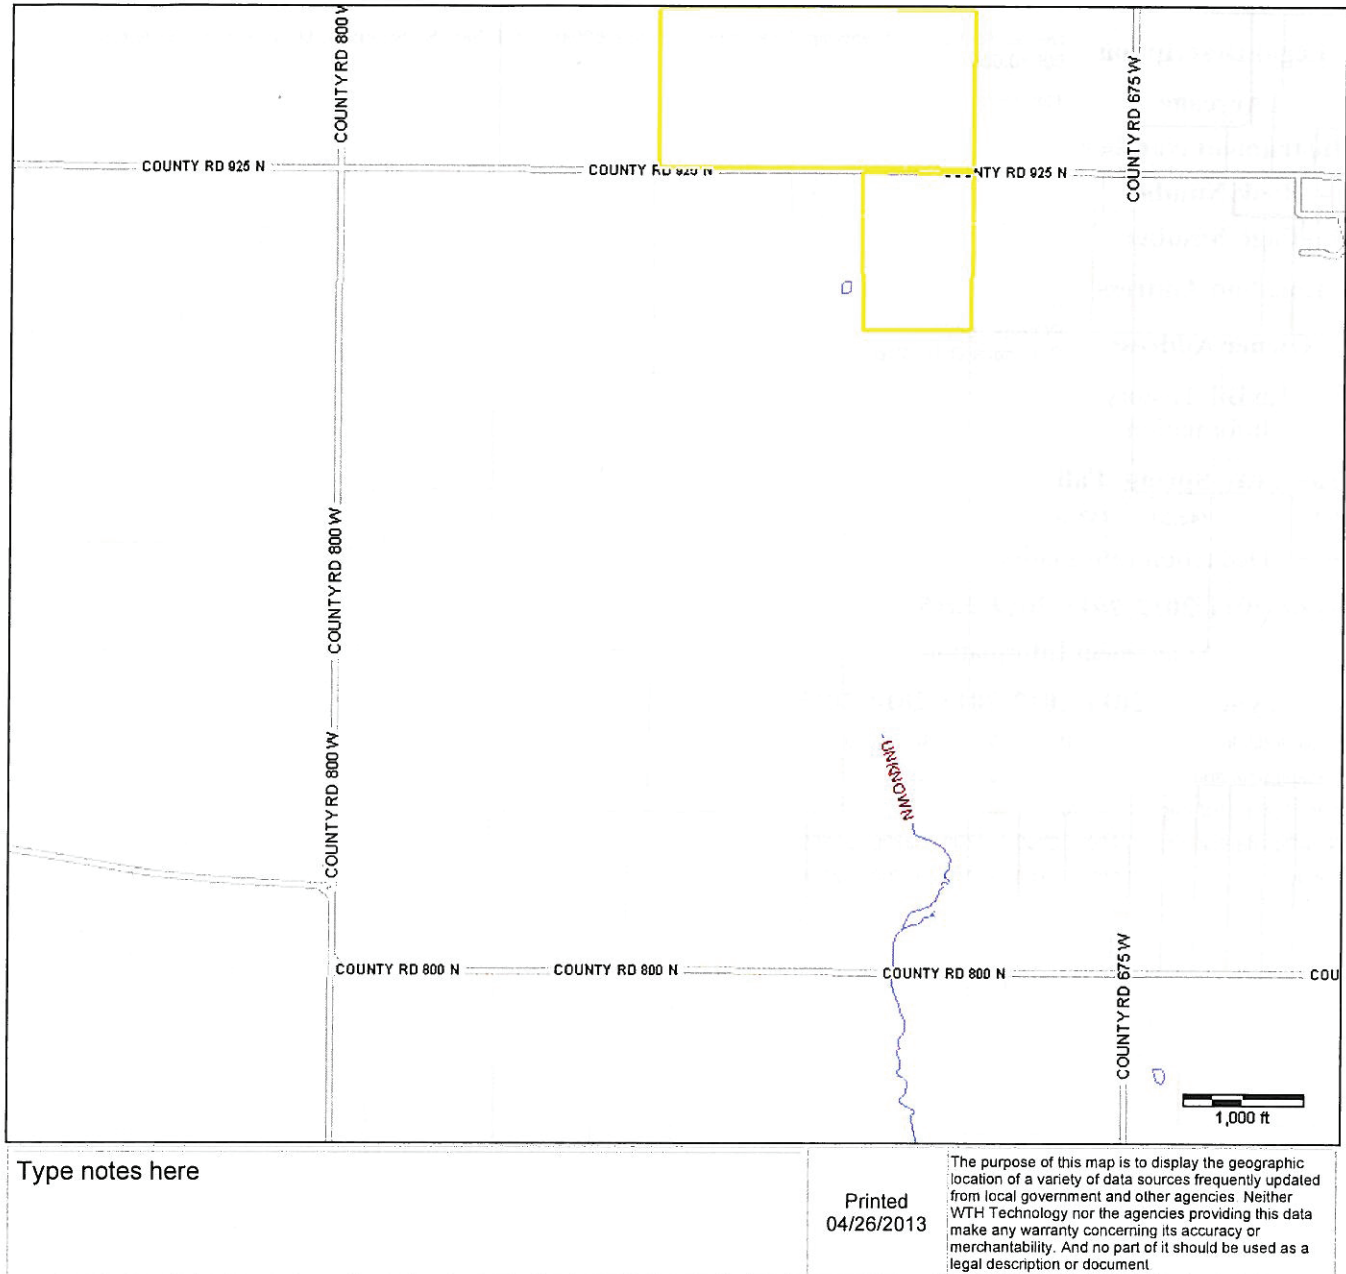 COUNTY RD 800 W
COUNTY RD 675 W
COUNTY RD 925 N
COUNTY RD 925 N
NTY RD 925 N
COUNTY RD 800 W
COUNTY RD 800 W
UNKNOWN
COUNTY RD 675 W
COUNTY RD 800 N
COUNTY RD 800 N
COUNTY RD 800 N
COU
1,000 ft
Type notes here
Printed
04/26/2013
The purpose of this map is to display the geographic
location of a variety of data sources frequently updated
from local government and other agencies. Neither
WTH Technology nor the agencies providing this data
make any warranty concerning its accuracy or
merchantability. And no part of it should be used as a
legal description or document